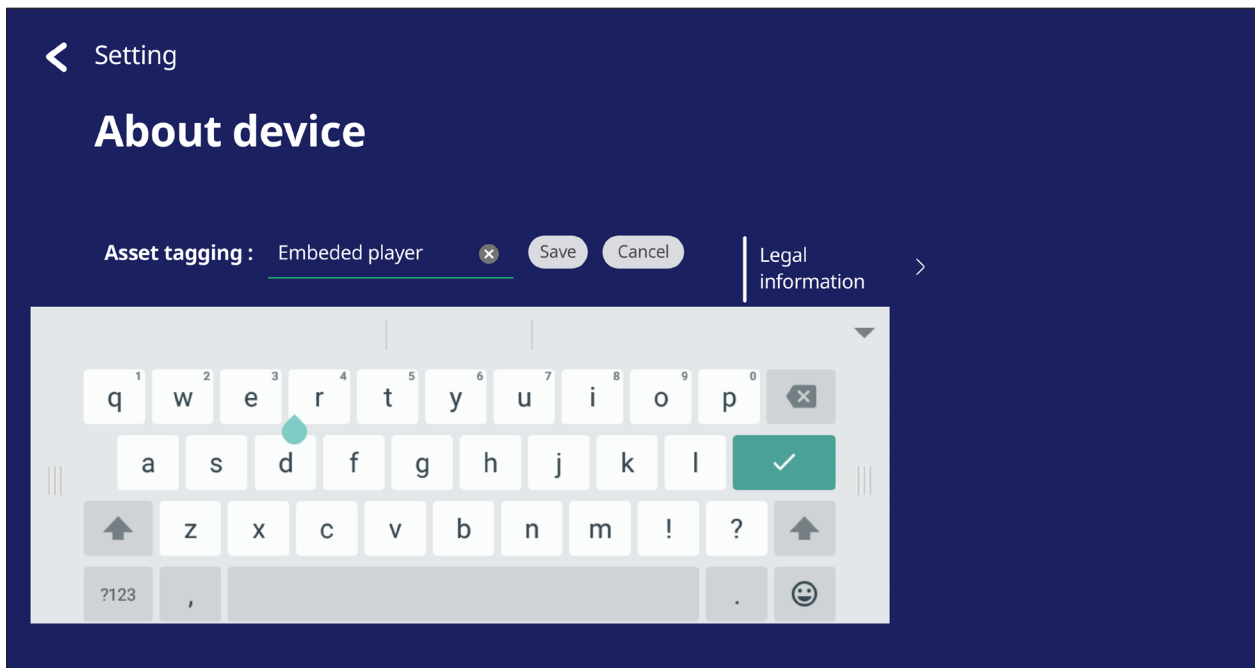 Setting
About device
Asset tagging : Embeded player Save Cancel
Legal
information
q 1 w 2 e 3 r 4 t 5 y 6 u 7 i 8 o 9 p 0
a s d f g h j k l
z x c v b n m ! ?
?123 , .